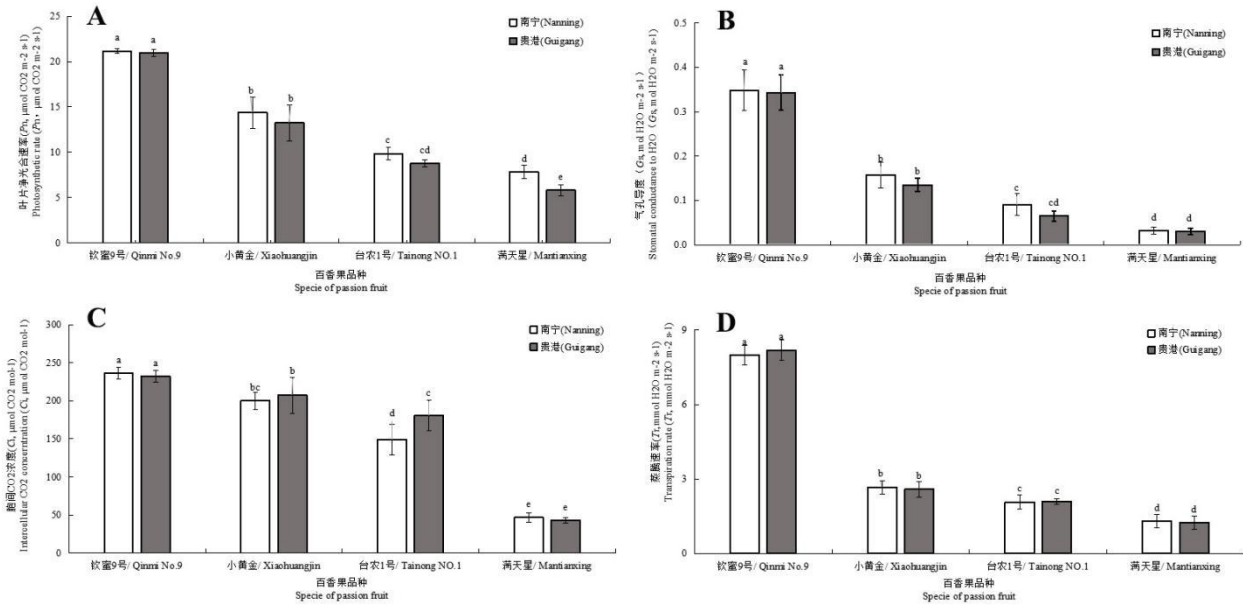 A
南宁(Nanning)
贵港(Guigang)
叶片净光合速率(Pn, μmol CO2 m-2 s-1)
Photosynthetic rate (Pn, μmol CO2 m-2 s-1)
25
20
15
10
5
0
a
a
b
b
c
cd
d
e
钦蜜9号/ Qinmi No.9
小黄金/ Xiaohuangjin
台农1号/ Tainong NO.1
满天星/ Mantianxing
百香果品种
Specie of passion fruit
B
南宁(Nanning)
贵港(Guigang)
气孔导度（Gs, mol H2O m-2 s-1)
Stomatal conductance to H2O（Gs, mol H2O m-2 s-1)
0.5
0.4
0.3
0.2
0.1
0.0
a
a
b
b
c
cd
d
d
钦蜜9号/ Qinmi No.9
小黄金/ Xiaohuangjin
台农1号/ Tainong NO.1
满天星/ Mantianxing
百香果品种
Specie of passion fruit
C
南宁(Nanning)
贵港(Guigang)
胞间CO2浓度(Ci, μmol CO2 mol-1)
Intercellular CO2 concerntration (Ci, μmol CO2 mol-1)
300
250
200
150
100
50
0
a
a
bc
b
d
c
e
e
钦蜜9号/ Qinmi No.9
小黄金/ Xiaohuangjin
台农1号/ Tainong NO.1
满天星/ Mantianxing
百香果品种
Specie of passion fruit
D
南宁(Nanning)
贵港(Guigang)
蒸腾速率(Tr,mmol H2O m-2 s-1)
Transpiration rate (Tr, mmol H2O m-2 s-1)
9
6
3
0
a
a
b
b
c
c
d
d
钦蜜9号/ Qinmi No.9
小黄金/ Xiaohuangjin
台农1号/ Tainong NO.1
满天星/ Mantianxing
百香果品种
Specie of passion fruit